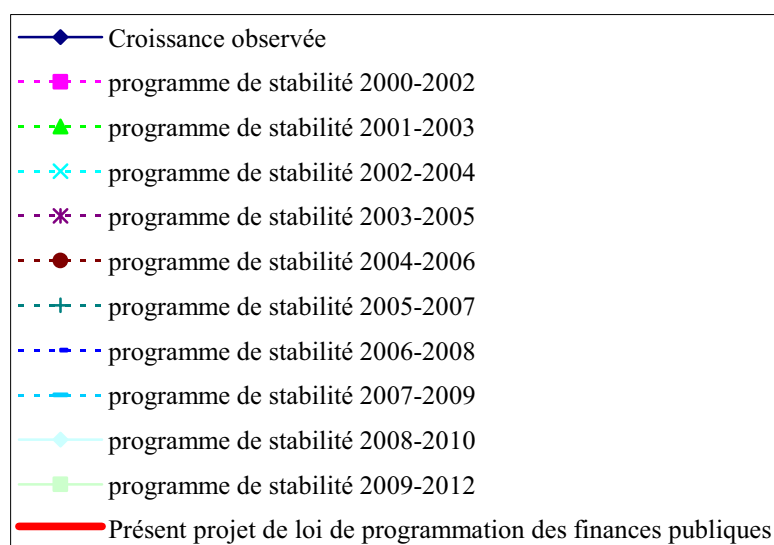 Croissance observée
programme de stabilité 2000-2002
programme de stabilité 2001-2003
programme de stabilité 2002-2004
programme de stabilité 2003-2005
programme de stabilité 2004-2006
programme de stabilité 2005-2007
programme de stabilité 2006-2008
programme de stabilité 2007-2009
programme de stabilité 2008-2010
programme de stabilité 2009-2012
Présent projet de loi de programmation des finances publiques